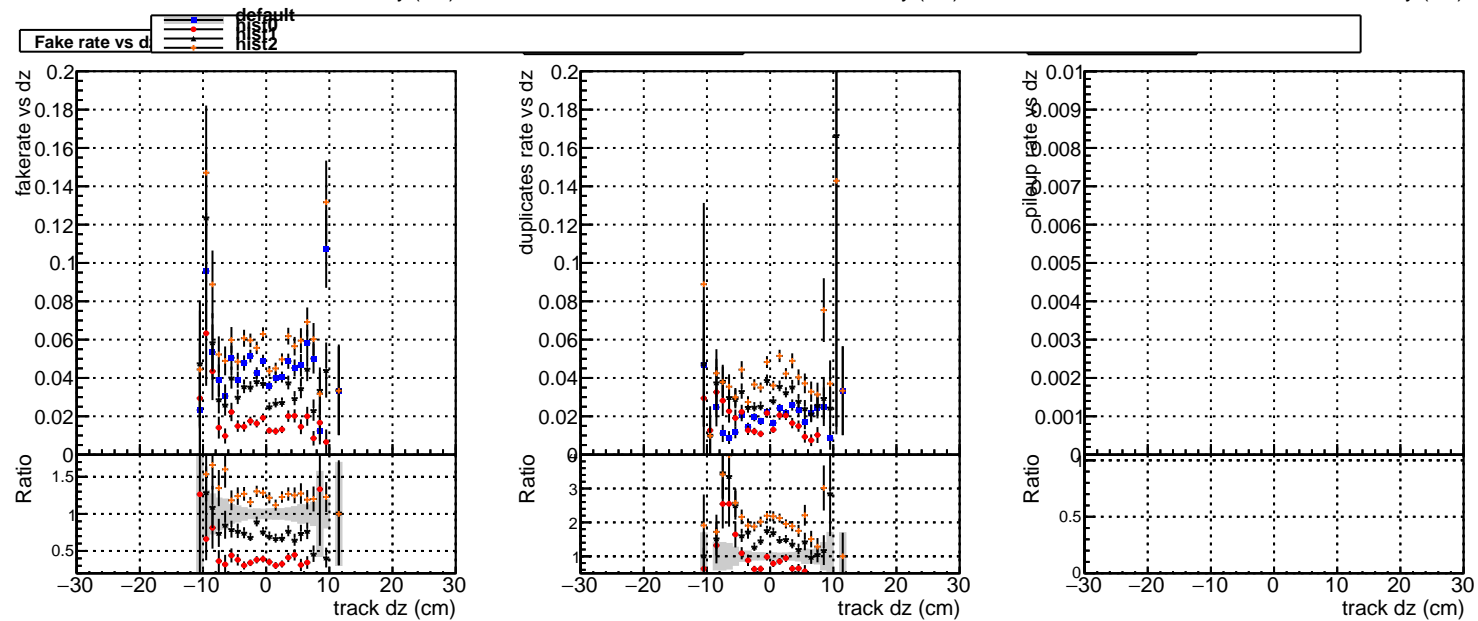 default
hist0
hist1
hist2
Fake rate vs dz
fakerate vs dz
0.2
0.18
0.16
0.14
0.12
0.1
0.08
0.06
0.04
0.02
0
Ratio
1.5
1
0.5
−30 −20 −10 0 10 20 30
track dz (cm)
duplicates rate vs dz
0.2
0.18
0.16
0.14
0.12
0.1
0.08
0.06
0.04
0.02
0
Ratio
3
2
1
−30 −20 −10 0 10 20 30
track dz (cm)
pileup rate vs dz
0.01
0.009
0.008
0.007
0.006
0.005
0.004
0.003
0.002
0.001
0
Ratio
1
0.5
0
−30 −20 −10 0 10 20 30
track dz (cm)